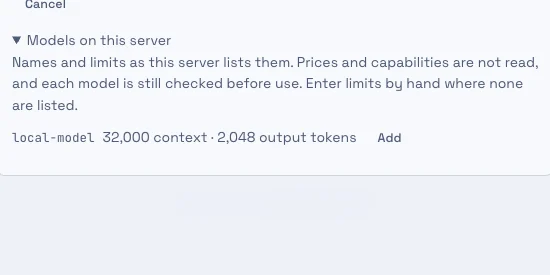 Cancel
▼ Models on this server
Names and limits as this server lists them. Prices and capabilities are not read,
and each model is still checked before use. Enter limits by hand where none
are listed.
local-model 32,000 context · 2,048 output tokens Add